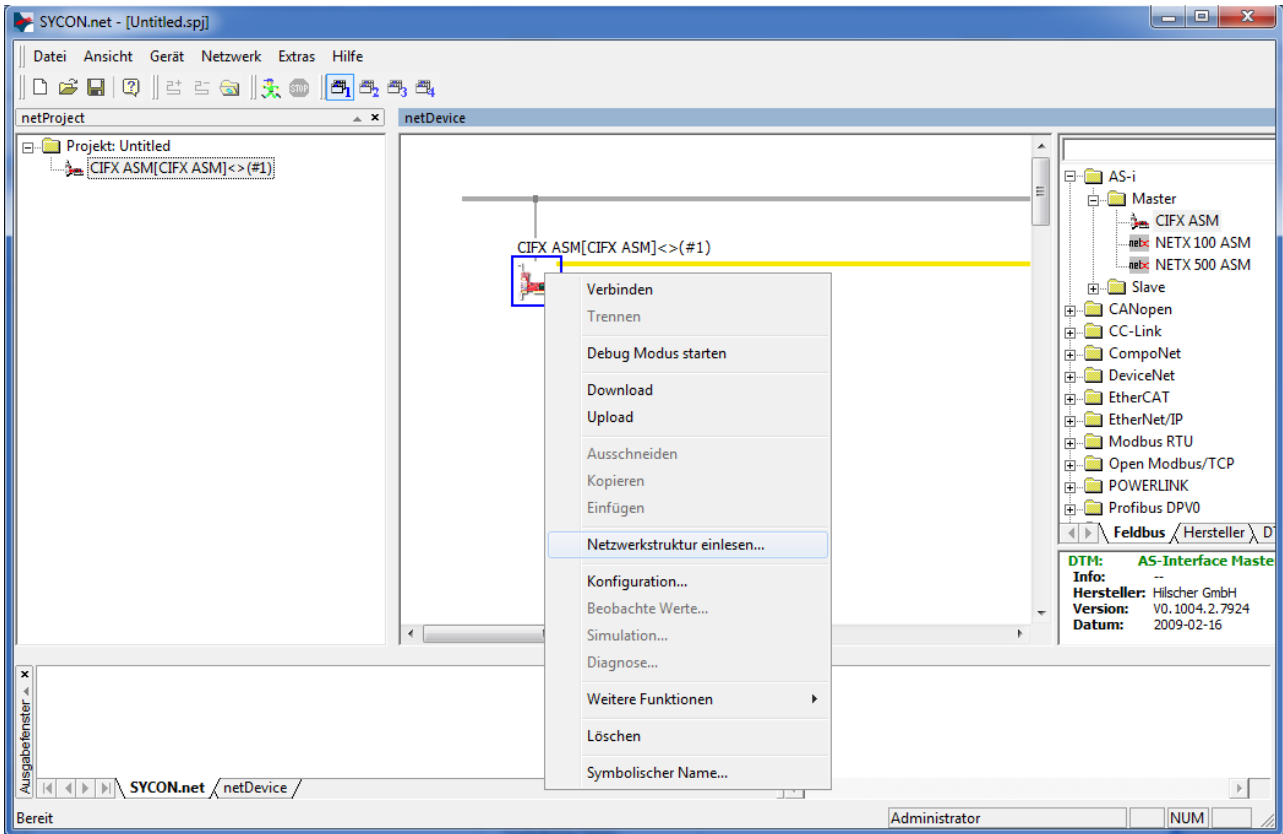 SYCON.net - [Untitled.spj]
Datei Ansicht Gerät Netzwerk Extras Hilfe
netProject
Projekt: Untitled
CIFX ASM[CIFX ASM]<>(#1)
netDevice
CIFX ASM[CIFX ASM]<>(#1)
Verbinden
Trennen
Debug Modus starten
Download
Upload
Ausschneiden
Kopieren
Einfügen
Netzwerkstruktur einlesen...
Konfiguration...
Beobachte Werte...
Simulation...
Diagnose...
Weitere Funktionen
Löschen
Symbolischer Name...
AS-i
Master
CIFX ASM
netX NETX 100 ASM
netX NETX 500 ASM
Slave
CANopen
CC-Link
CompoNet
DeviceNet
EtherCAT
EtherNet/IP
Modbus RTU
Open Modbus/TCP
POWERLINK
Profibus DPV0
Feldbus Hersteller D
DTM: AS-Interface Maste
Info: --
Hersteller: Hilscher GmbH
Version: V0.1004.2.7924
Datum: 2009-02-16
Ausgabefenster
SYCON.net netDevice
Bereit
Administrator
NUM